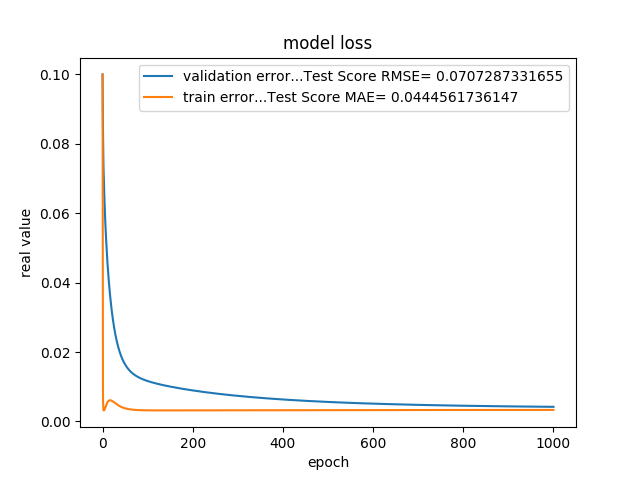 model loss
validation error...Test Score RMSE= 0.0707287331655
train error...Test Score MAE= 0.0444561736147
real value
0.10
0.08
0.06
0.04
0.02
0.00
0 200 400 600 800 1000
epoch